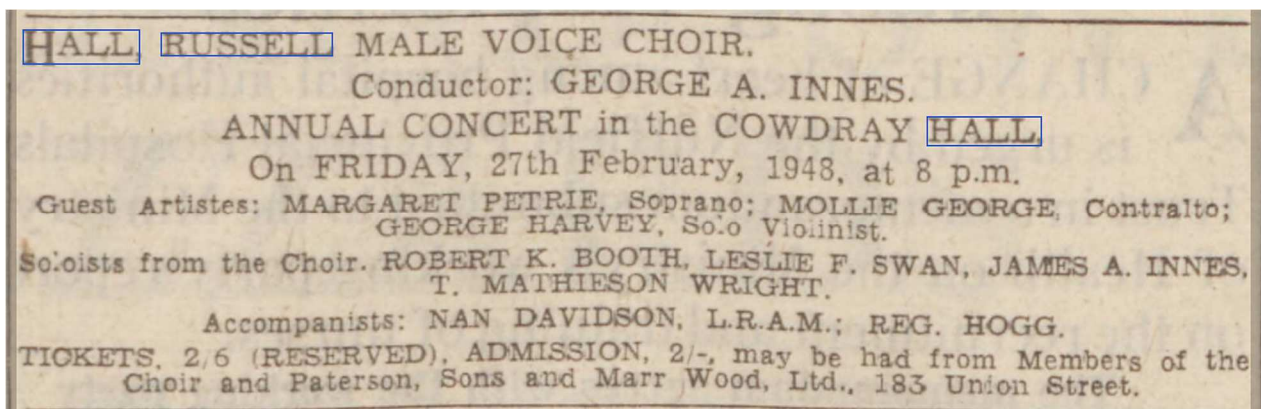 HALL, RUSSELL MALE VOICE CHOIR.
Conductor: GEORGE A. INNES.
ANNUAL CONCERT in the COWDRAY HALL,
On FRIDAY, 27th February, 1948, at 8 p.m.
Guest Artistes: MARGARET PETRIE, Soprano; MOLLIE GEORGE, Contralto;
GEORGE HARVEY, Solo Violinist.
Soloists from the Choir. ROBERT K. BOOTH, LESLIE F. SWAN, JAMES A. INNES,
T. MATHIESON WRIGHT.
Accompanists: NAN DAVIDSON, L.R.A.M.; REG. HOGG.
TICKETS, 2/6 (RESERVED), ADMISSION, 2/-, may be had from Members of the
Choir and Paterson, Sons and Marr Wood, Ltd., 183 Union Street.